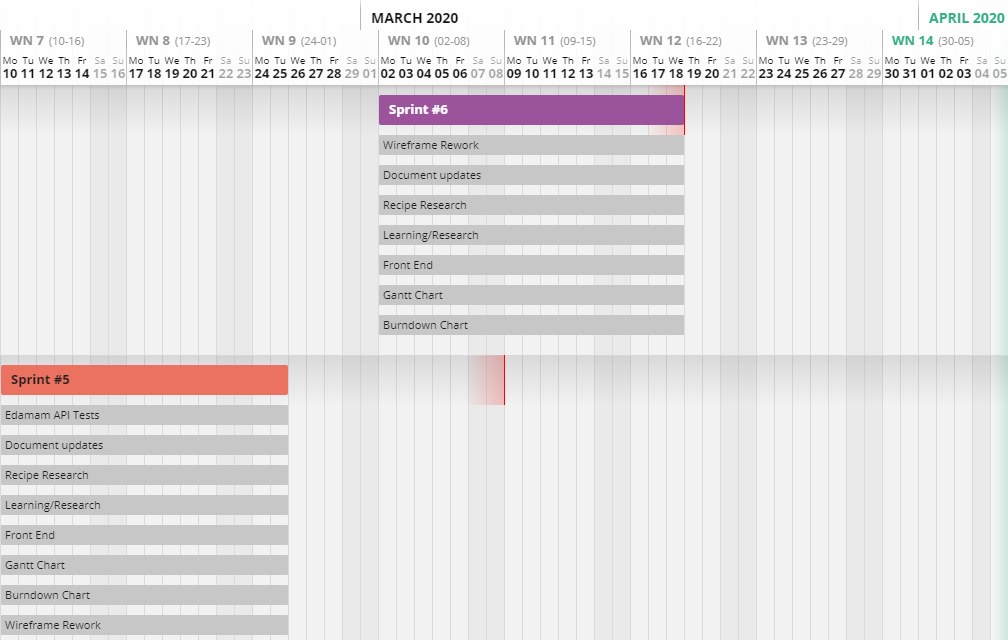 MARCH 2020 APRIL 2020
WN 7 (10-16) WN 8 (17-23) WN 9 (24-01) WN 10 (02-08) WN 11 (09-15) WN 12 (16-22) WN 13 (23-29) WN 14 (30-05)
Mo Tu We Th Fr Sa Su Mo Tu We Th Fr Sa Su Mo Tu We Th Fr Sa Su Mo Tu We Th Fr Sa Su Mo Tu We Th Fr Sa Su Mo Tu We Th Fr Sa Su Mo Tu We Th Fr Sa Su Mo Tu We Th Fr Sa Su
10 11 12 13 14 15 16 17 18 19 20 21 22 23 24 25 26 27 28 29 01 02 03 04 05 06 07 08 09 10 11 12 13 14 15 16 17 18 19 20 21 22 23 24 25 26 27 28 29 30 31 01 02 03 04 05
Sprint #6
Wireframe Rework
Document updates
Recipe Research
Learning/Research
Front End
Gantt Chart
Burndown Chart
Sprint #5
Edamam API Tests
Document updates
Recipe Research
Learning/Research
Front End
Gantt Chart
Burndown Chart
Wireframe Rework